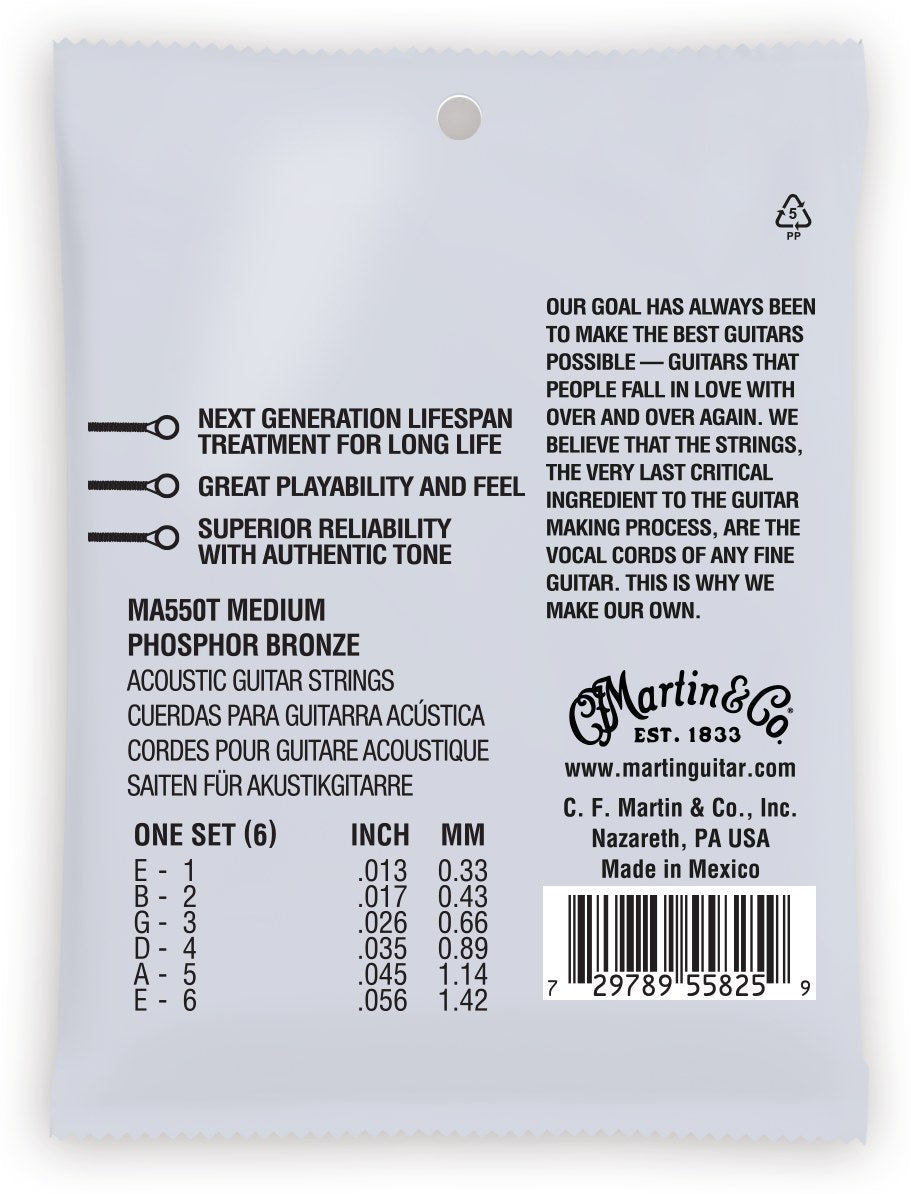 5
PP
OUR GOAL HAS ALWAYS BEEN
TO MAKE THE BEST GUITARS
POSSIBLE — GUITARS THAT
PEOPLE FALL IN LOVE WITH
OVER AND OVER AGAIN. WE
BELIEVE THAT THE STRINGS,
THE VERY LAST CRITICAL
INGREDIENT TO THE GUITAR
MAKING PROCESS, ARE THE
VOCAL CORDS OF ANY FINE
GUITAR. THIS IS WHY WE
MAKE OUR OWN.
NEXT GENERATION LIFESPAN
TREATMENT FOR LONG LIFE
GREAT PLAYABILITY AND FEEL
SUPERIOR RELIABILITY
WITH AUTHENTIC TONE
MA550T MEDIUM
PHOSPHOR BRONZE
ACOUSTIC GUITAR STRINGS
CUERDAS PARA GUITARRA ACÚSTICA
CORDES POUR GUITARE ACOUSTIQUE
SAITEN FÜR AKUSTIKGITARRE
ONE SET (6) INCH MM
E - 1 .013 0.33
B - 2 .017 0.43
G - 3 .026 0.66
D - 4 .035 0.89
A - 5 .045 1.14
E - 6 .056 1.42
CF Martin & Co.®
EST. 1833
www.martinguitar.com
C. F. Martin & Co., Inc.
Nazareth, PA USA
Made in Mexico
7 29789 55825 9